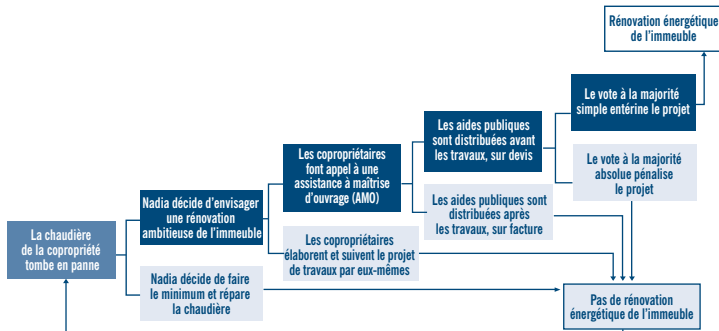 Rénovation énergétique
de l'immeuble
Le vote à la majorité
simple entérine le projet
Les aides publiques
sont distribuées avant
les travaux, sur devis
Le vote à la majorité
absolue pénalise
le projet
Les copropriétaires
font appel à une
assistance à maîtrise
d'ouvrage (AMO)
Nadia décide d'envisager
une rénovation
ambitieuse de l'immeuble
Les aides publiques sont
distribuées après
les travaux, sur facture
La chaudière
de la copropriété
tombe en panne
Les copropriétaires
élaborent et suivent le projet
de travaux par eux-mêmes
Nadia décide de faire
le minimum et répare
la chaudière
Pas de rénovation
énergétique de l'immeuble